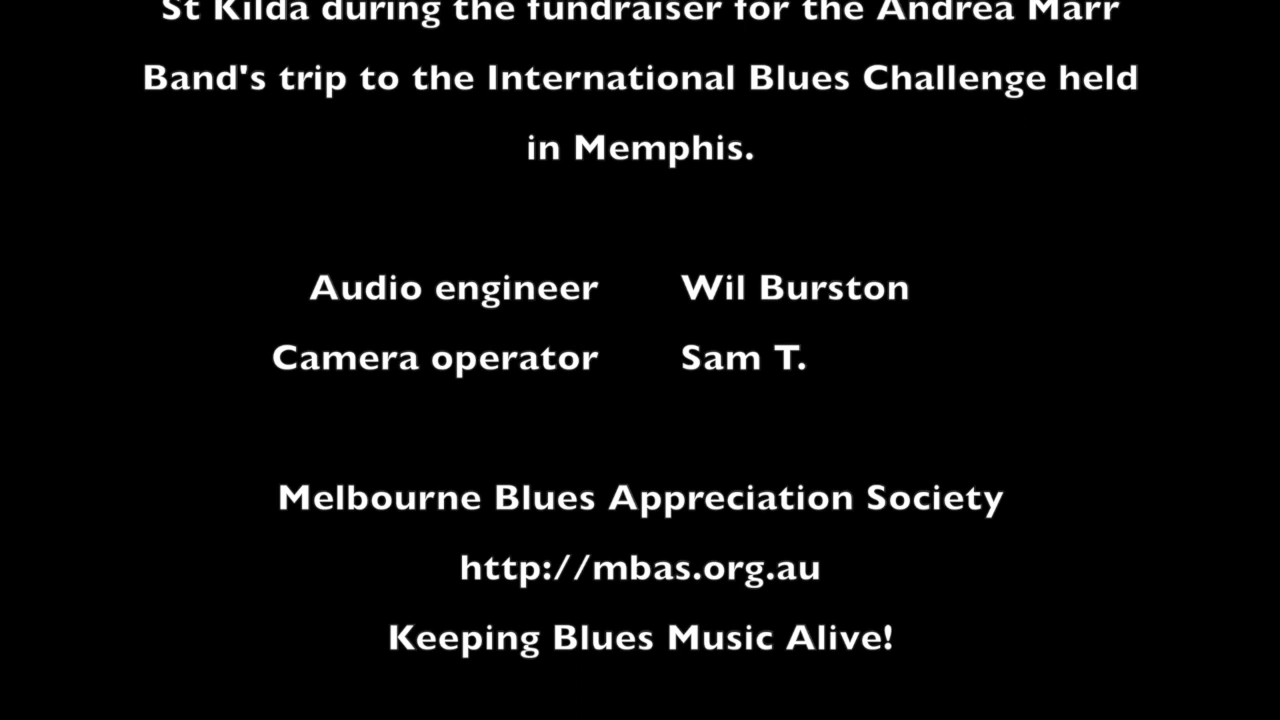 St Kilda during the fundraiser for the Andrea Marr
Band's trip to the International Blues Challenge held
in Memphis.
Audio engineer Wil Burston
Camera operator Sam T.
Melbourne Blues Appreciation Society
http://mbas.org.au
Keeping Blues Music Alive!